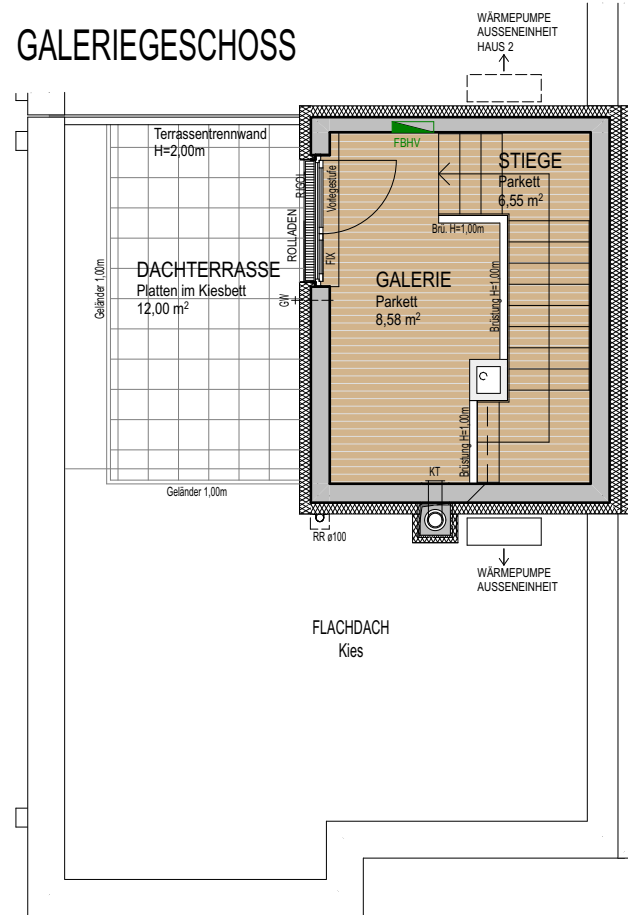 GALERIEGESCHOSS
WÄRMEPUMPE
AUSSENEINHEIT
HAUS 2
Terrassentrennwand
H=2,00m
FBHV
STIEGE
Parkett
6,55 m²
RIGOL
Vorlegestufe
ROLLADEN
FIX
Brü. H=1,00m
DACHTERRASSE
Platten im Kiesbett
12,00 m²
Geländer 1,00m
GW
GALERIE
Parkett
8,58 m²
Brüstung H=1,00m
Brüstung H=1,00m
KT
Geländer 1,00m
RR ø100
WÄRMEPUMPE
AUSSENEINHEIT
FLACHDACH
Kies